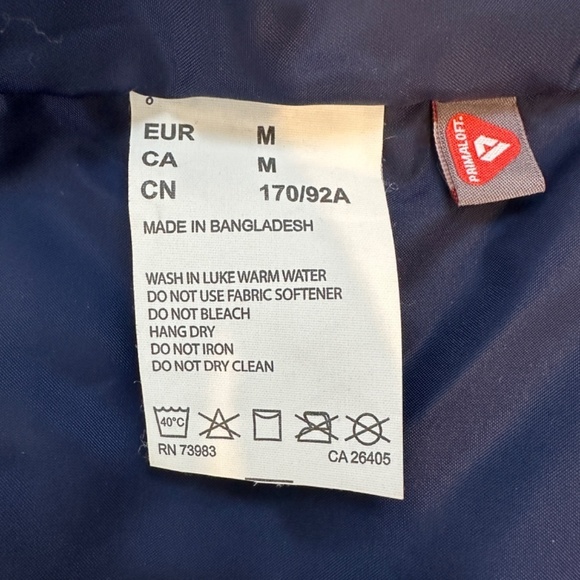 EUR M
CA M
CN 170/92A
MADE IN BANGLADESH
WASH IN LUKE WARM WATER
DO NOT USE FABRIC SOFTENER
DO NOT BLEACH
HANG DRY
DO NOT IRON
DO NOT DRY CLEAN
40°C
RN 73983 CA 26405
PRIMALOFT®